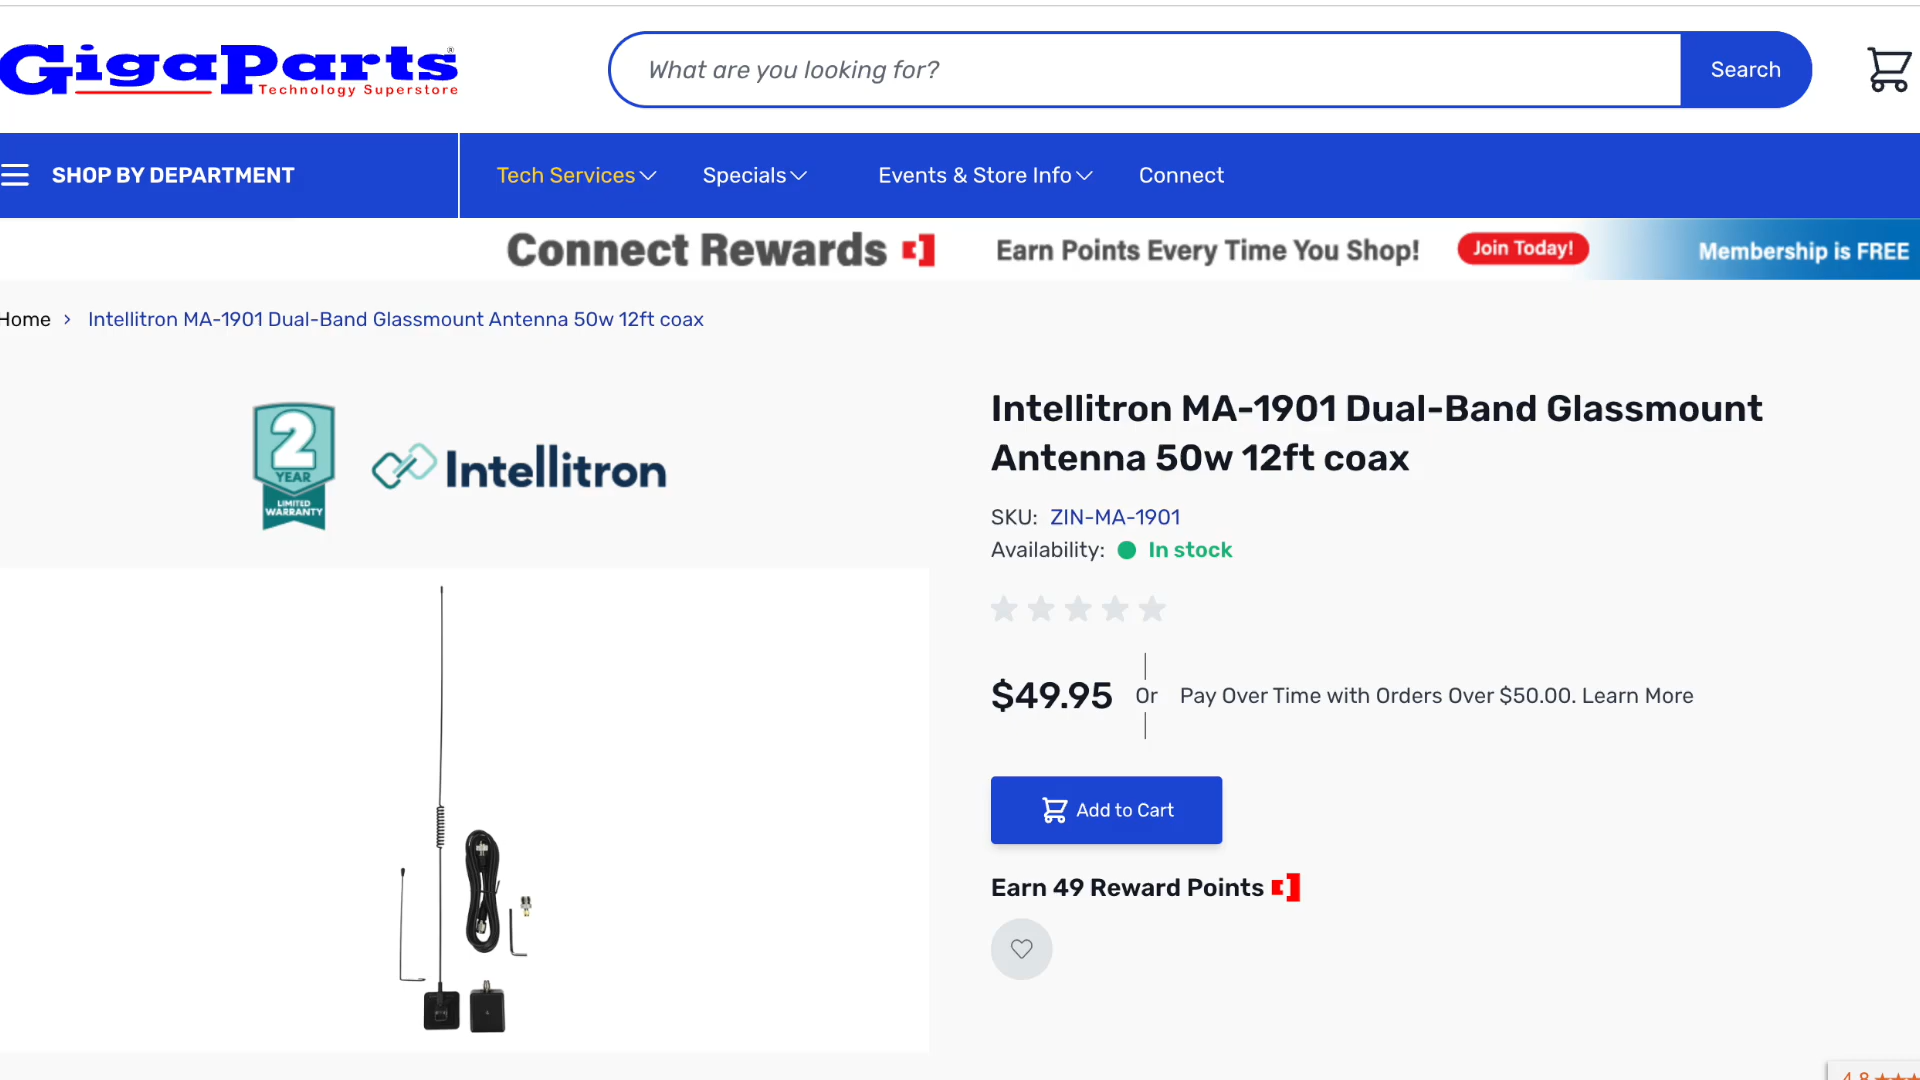 GigaParts®
Technology Superstore
What are you looking for?
Search
SHOP BY DEPARTMENT
Tech Services
Specials
Events & Store Info
Connect
Connect Rewards
Earn Points Every Time You Shop!
Join Today!
Membership is FREE
Home
Intellitron MA-1901 Dual-Band Glassmount Antenna 50w 12ft coax
2
YEAR
LIMITED
WARRANTY
Intellitron
Intellitron MA-1901 Dual-Band Glassmount
Antenna 50w 12ft coax
SKU: ZIN-MA-1901
Availability: In stock
$49.95 Or Pay Over Time with Orders Over $50.00. Learn More
Add to Cart
Earn 49 Reward Points
4.8